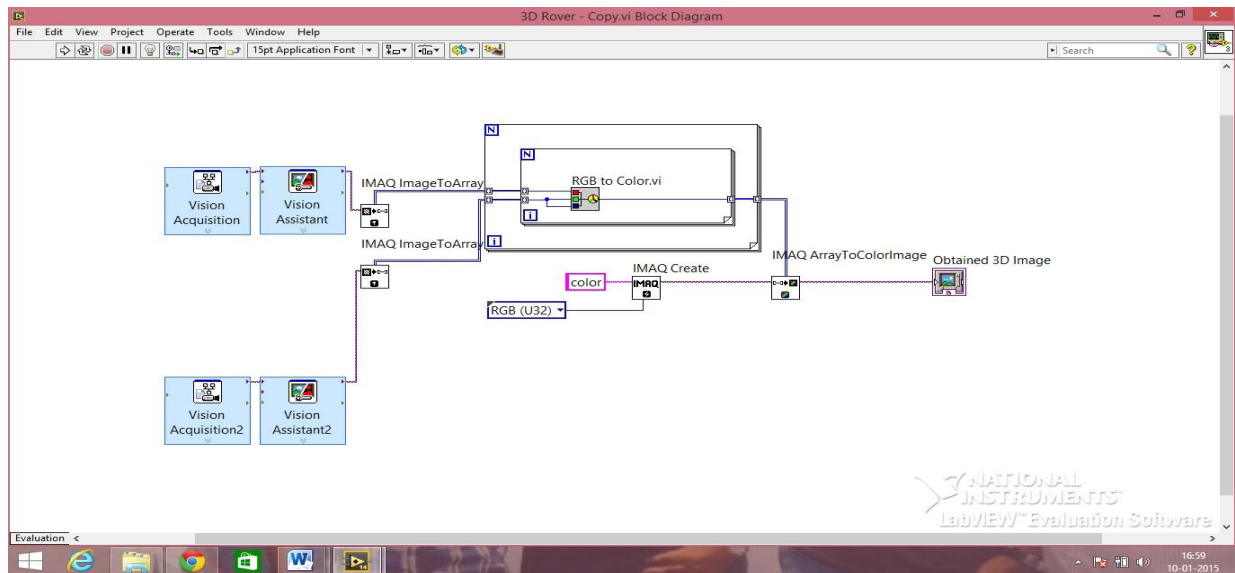 3D Rover - Copy.vi Block Diagram
File Edit View Project Operate Tools Window Help
15pt Application Font
Search
3
N
N
RGB to Color.vi
IMAQ ImageToArray
Vision
Acquisition
Vision
Assistant
i
IMAQ ImageToArray
i
IMAQ ArrayToColorImage
Obtained 3D Image
IMAQ Create
color
IMAQ
RGB (U32)
Vision
Acquisition2
Vision
Assistant2
NATIONAL
INSTRUMENTS
LabVIEW™ Evaluation Software
Evaluation
16:59
10-01-2015